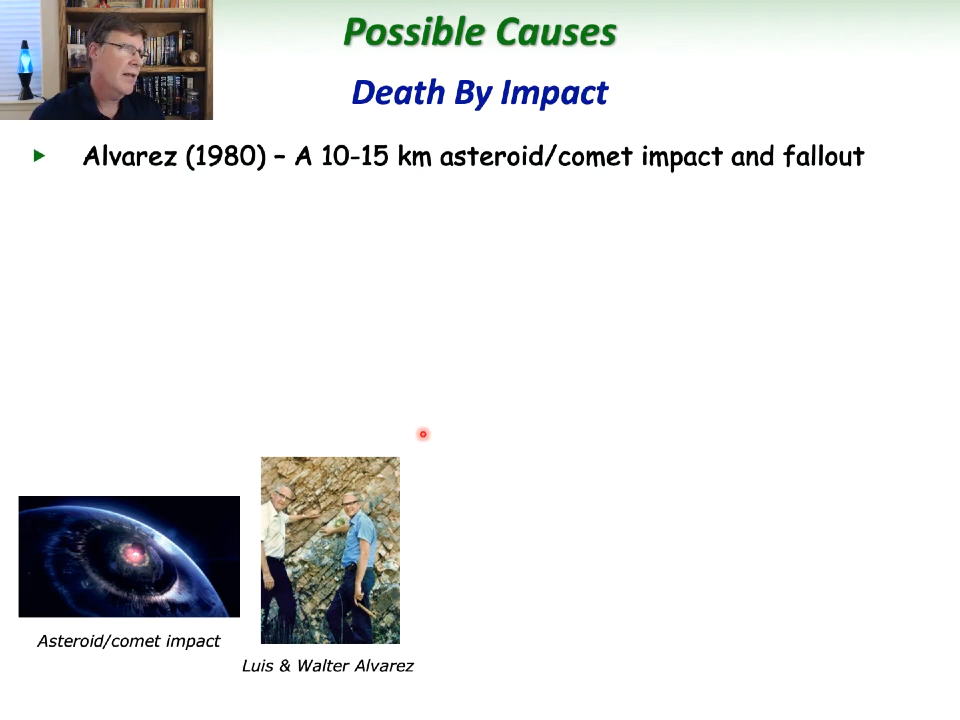 Possible Causes
Death By Impact
Alvarez (1980) – A 10-15 km asteroid/comet impact and fallout
Asteroid/comet impact
Luis & Walter Alvarez